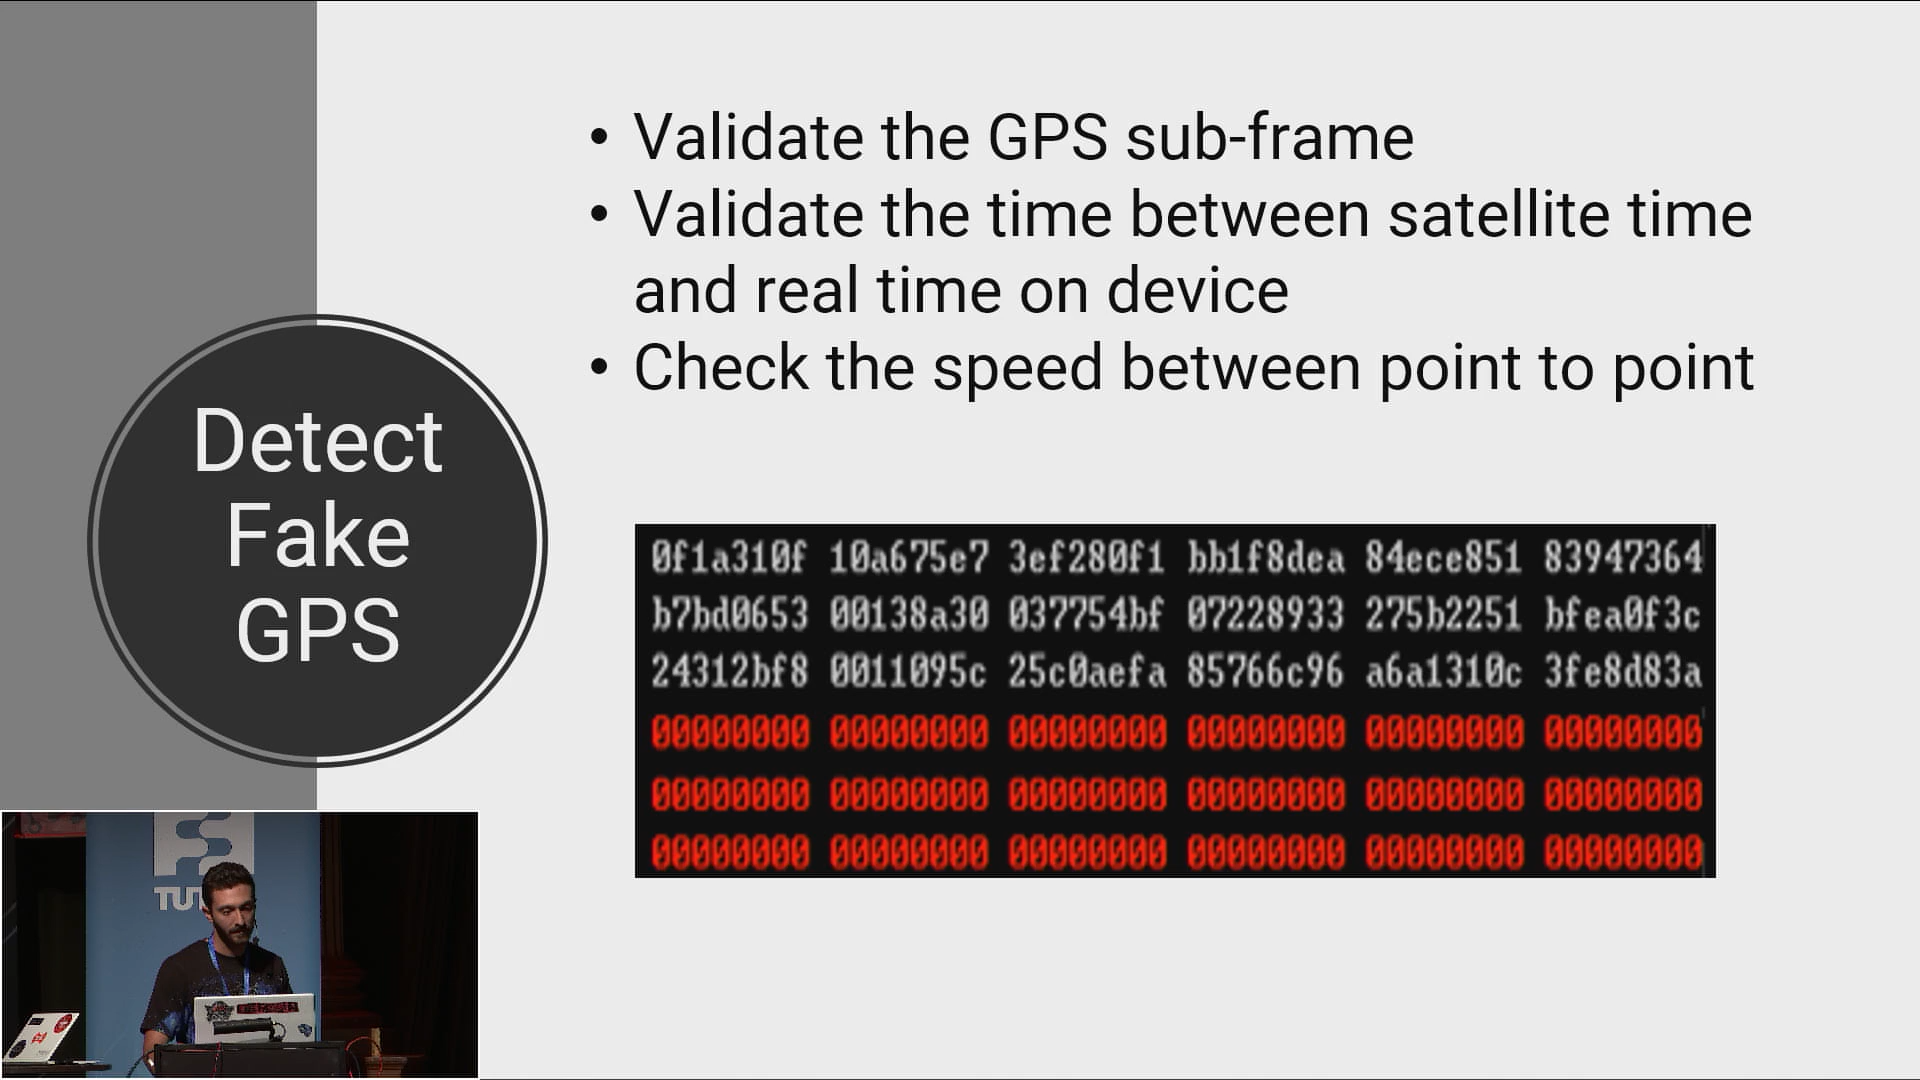 • Validate the GPS sub-frame
• Validate the time between satellite time
and real time on device
• Check the speed between point to point
Detect
Fake
GPS
0f1a310f 10a675e7 3ef280f1 bb1f8dea 84ece851 83947364
b7bd0653 00138a30 037754bf 07228933 275b2251 bfea0f3c
24312bf8 0011095c 25c0aefa 85766c96 a6a1310c 3fe8d83a
00000000 00000000 00000000 00000000 00000000 00000000
00000000 00000000 00000000 00000000 00000000 00000000
00000000 00000000 00000000 00000000 00000000 00000000